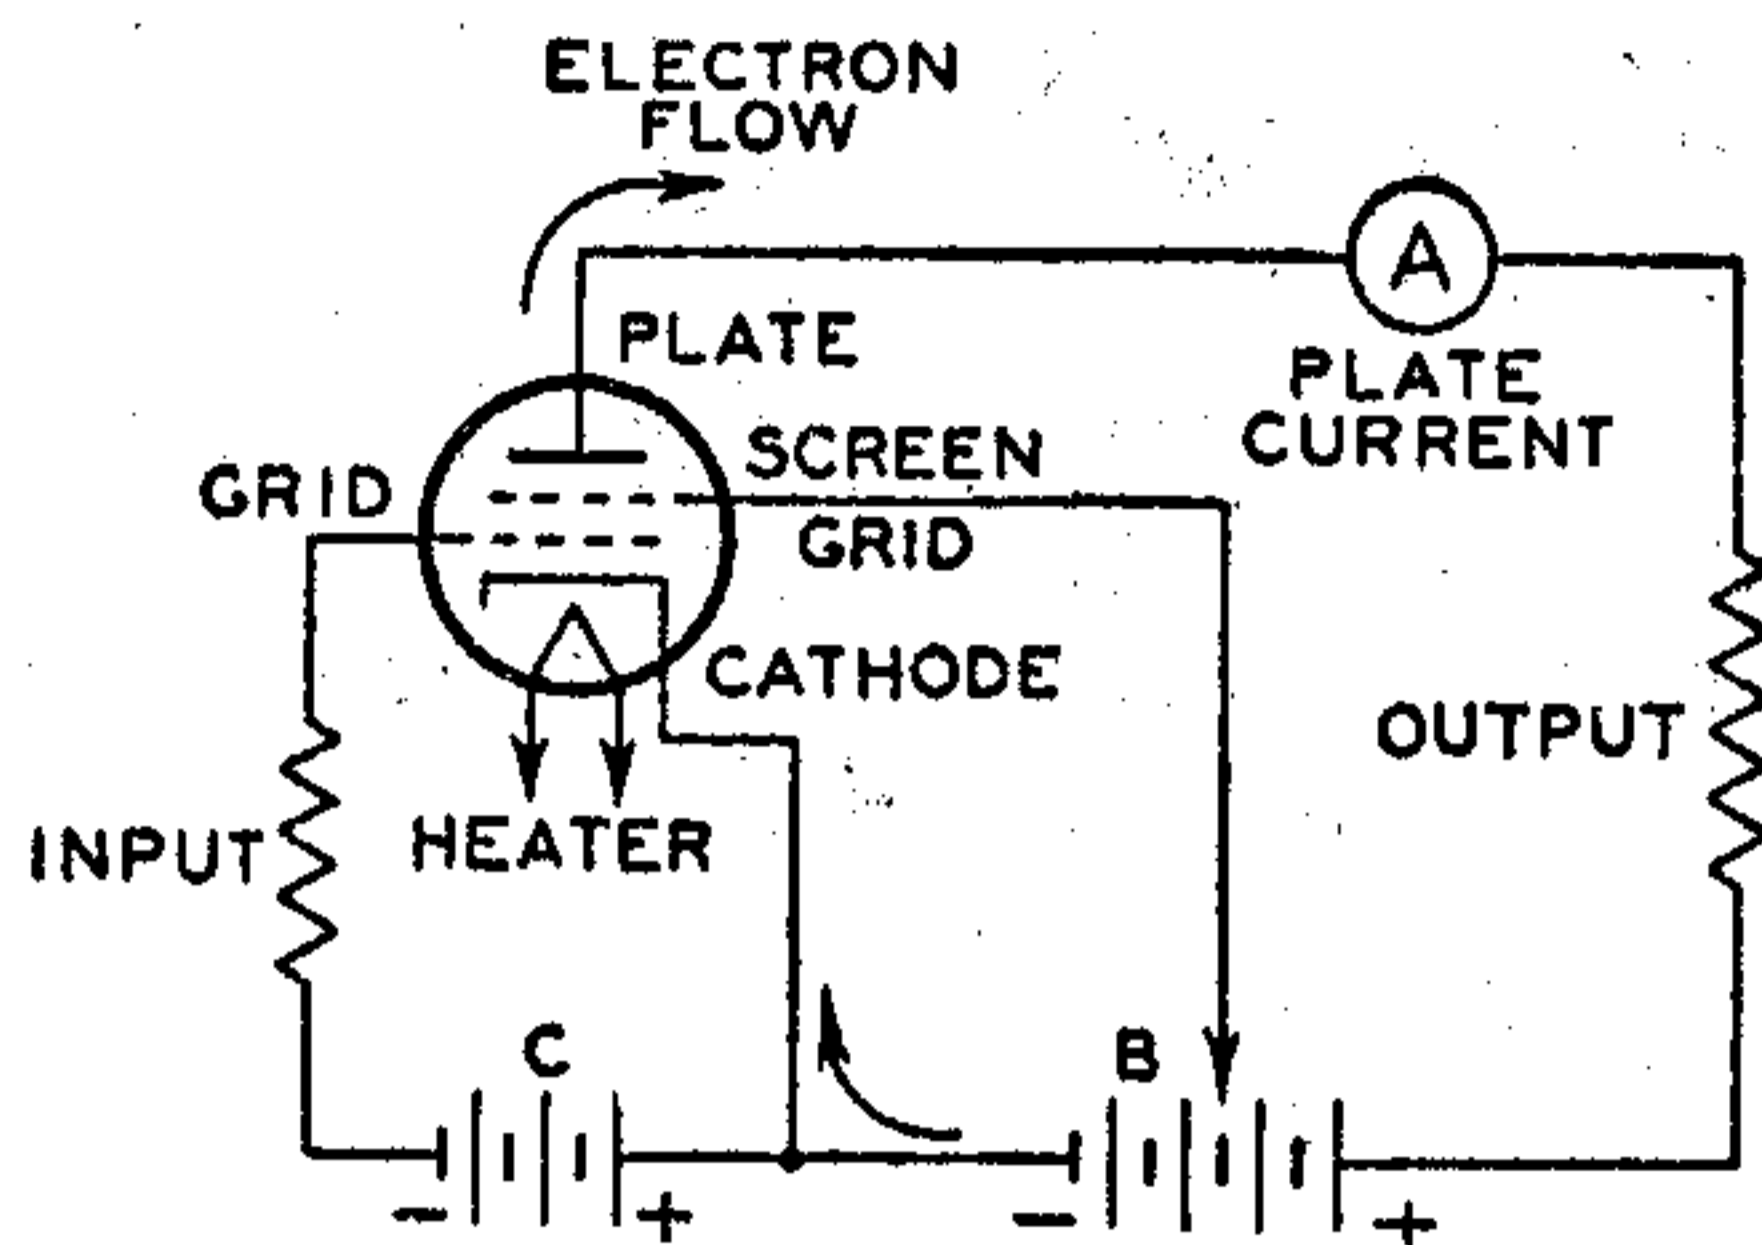 ELECTRON
FLOW
A
PLATE
PLATE
CURRENT
SCREEN
GRID
GRID
CATHODE
OUTPUT
INPUT
HEATER
C
B
- +
- +